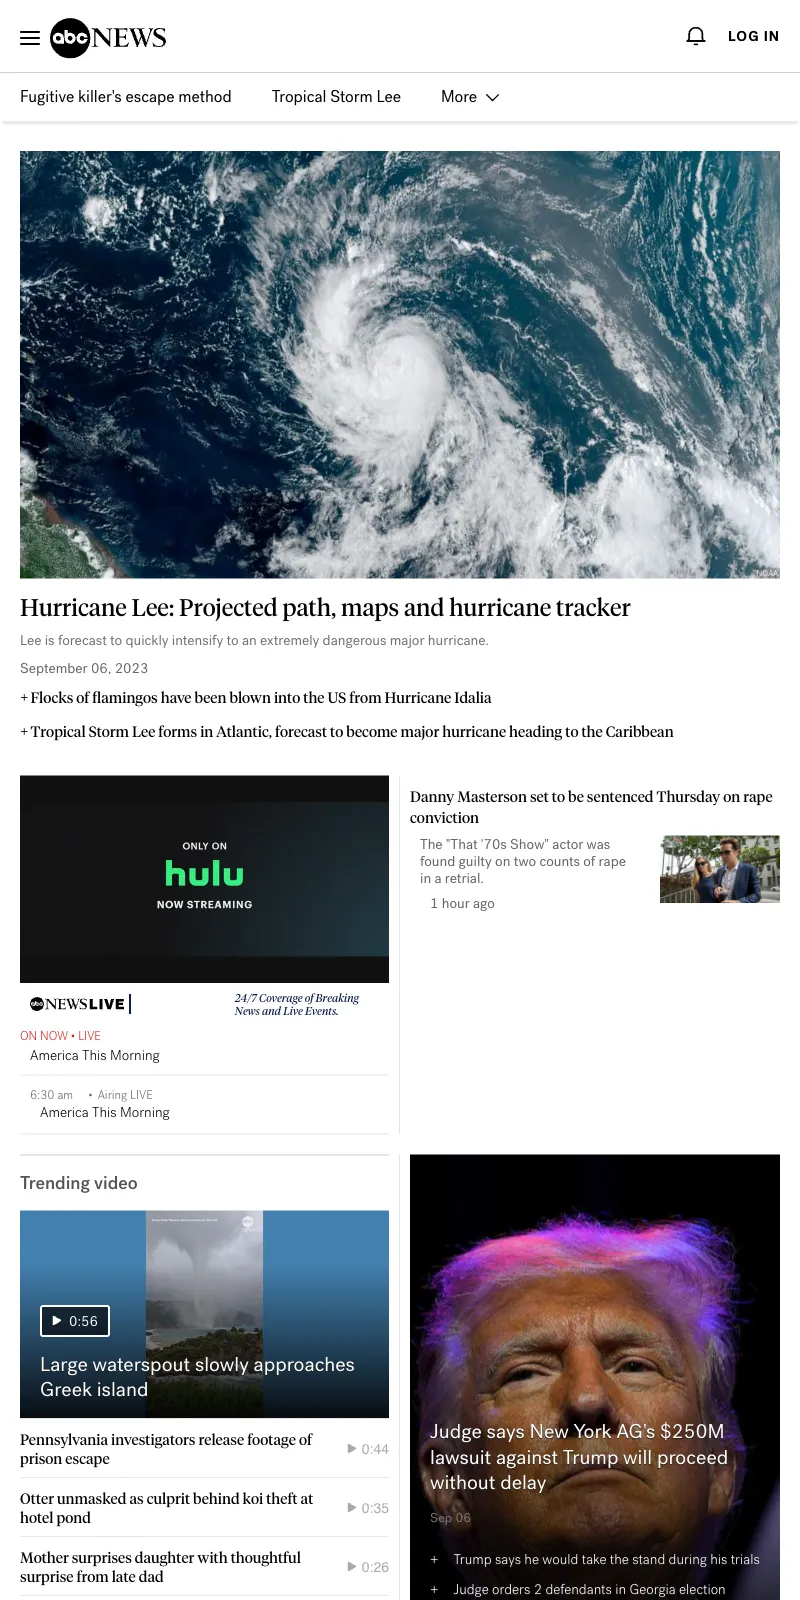 abc NEWS
LOG IN
Fugitive killer's escape method
Tropical Storm Lee
More
NOAA
Hurricane Lee: Projected path, maps and hurricane tracker
Lee is forecast to quickly intensify to an extremely dangerous major hurricane.
September 06, 2023
+ Flocks of flamingos have been blown into the US from Hurricane Idalia
+ Tropical Storm Lee forms in Atlantic, forecast to become major hurricane heading to the Caribbean
ONLY ON
hulu
NOW STREAMING
abc NEWS LIVE
24/7 Coverage of Breaking
News and Live Events.
ON NOW • LIVE
America This Morning
6:30 am • Airing LIVE
America This Morning
Danny Masterson set to be sentenced Thursday on rape
conviction
The "That '70s Show" actor was
found guilty on two counts of rape
in a retrial.
1 hour ago
Trending video
0:56
Large waterspout slowly approaches
Greek island
Pennsylvania investigators release footage of
prison escape
0:44
Otter unmasked as culprit behind koi theft at
hotel pond
0:35
Mother surprises daughter with thoughtful
surprise from late dad
0:26
Judge says New York AG's $250M
lawsuit against Trump will proceed
without delay
Sep 06
+ Trump says he would take the stand during his trials
+ Judge orders 2 defendants in Georgia election